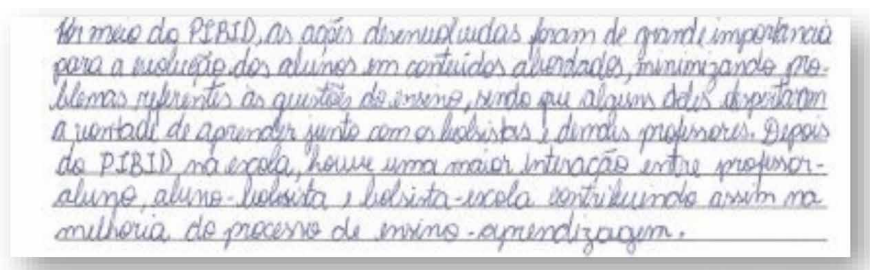 Por meio do PIBID, as ações desenvolvidas foram de grande importancia
para a evolução dos alunos em conteúdos abordados, minimizando pro-
blemas referentes às questões do ensino, sendo que alguns deles despertaram
a vontade de aprender junto com os bolsistas e demais professores. Depois
do PIBID na escola, houve uma maior interação entre professor-
aluno, aluno-bolsista e bolsista-escola contribuindo assim na
melhoria do processo de ensino-aprendizagem.